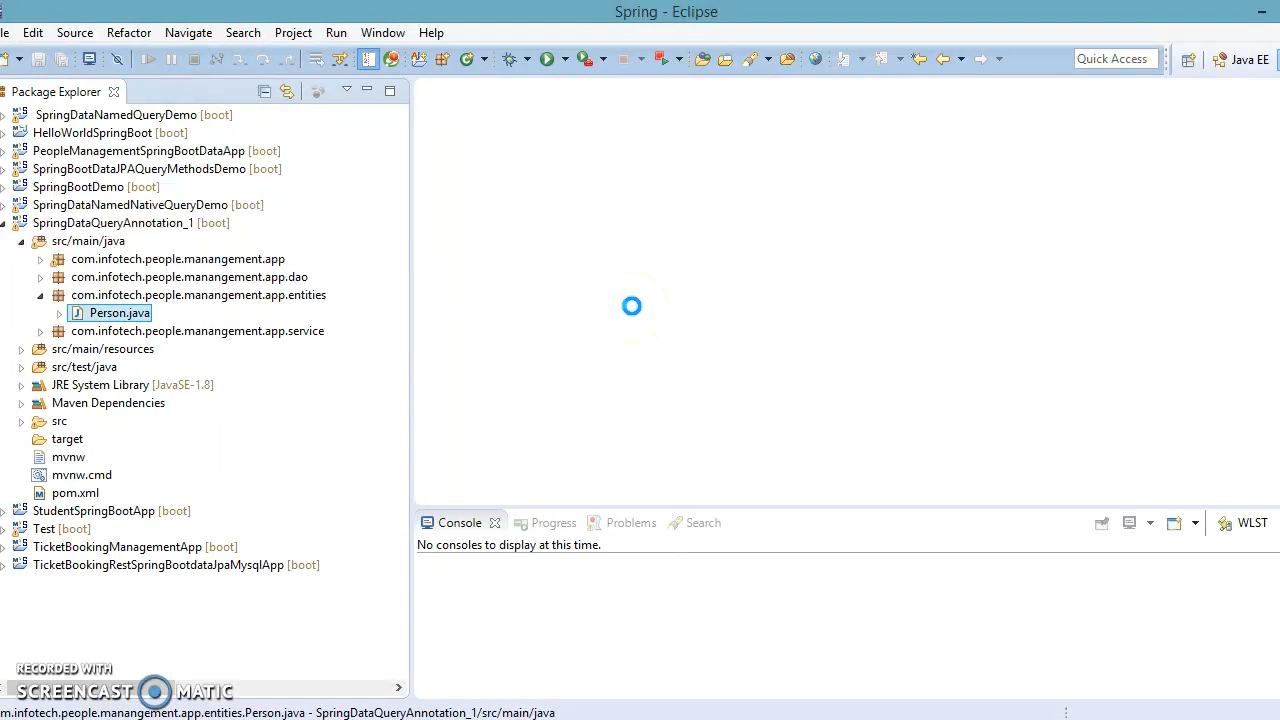 Spring - Eclipse
le Edit Source Refactor Navigate Search Project Run Window Help
Quick Access
Java EE
Package Explorer
SpringDataNamedQueryDemo [boot]
HelloWorldSpringBoot [boot]
PeopleManagementSpringBootDataApp [boot]
SpringBootDataJPAQueryMethodsDemo [boot]
SpringBootDemo [boot]
SpringDataNamedNativeQueryDemo [boot]
SpringDataQueryAnnotation_1 [boot]
src/main/java
com.infotech.people.manangement.app
com.infotech.people.manangement.app.dao
com.infotech.people.manangement.app.entities
Person.java
com.infotech.people.manangement.app.service
src/main/resources
src/test/java
JRE System Library [JavaSE-1.8]
Maven Dependencies
src
target
mvnw
mvnw.cmd
pom.xml
StudentSpringBootApp [boot]
Test [boot]
TicketBookingManagementApp [boot]
TicketBookingRestSpringBootdataJpaMysqlApp [boot]
Console Progress Problems Search
WLST
No consoles to display at this time.
RECORDED WITH
SCREENCAST MATIC
m.infotech.people.manangement.app.entities.Person.java - SpringDataQueryAnnotation_1/src/main/java